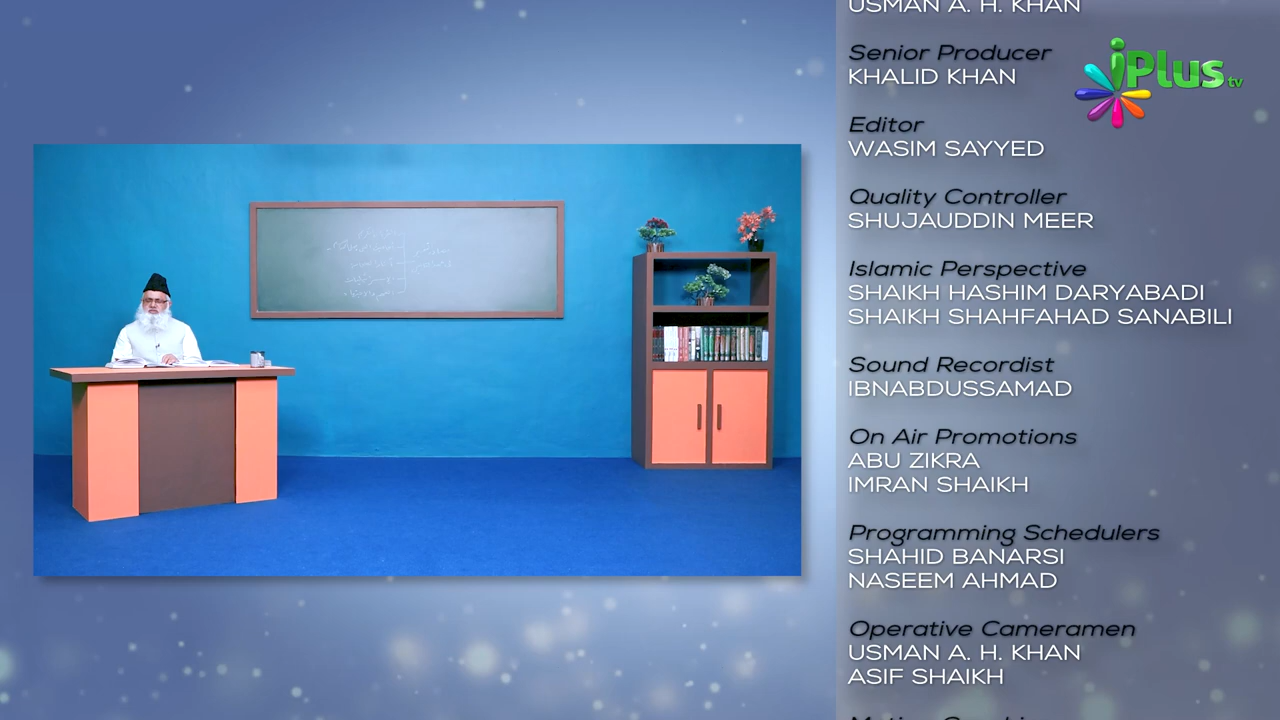 USMAN A. H. KHAN
Senior Producer
KHALID KHAN
Editor
WASIM SAYYED
Quality Controller
SHUJAUDDIN MEER
Islamic Perspective
SHAIKH HASHIM DARYABADI
SHAIKH SHAHFAHAD SANABILI
Sound Recordist
IBNABDUSSAMAD
On Air Promotions
ABU ZIKRA
IMRAN SHAIKH
Programming Schedulers
SHAHID BANARSI
NASEEM AHMAD
Operative Cameramen
USMAN A. H. KHAN
ASIF SHAIKH
iPlus tv